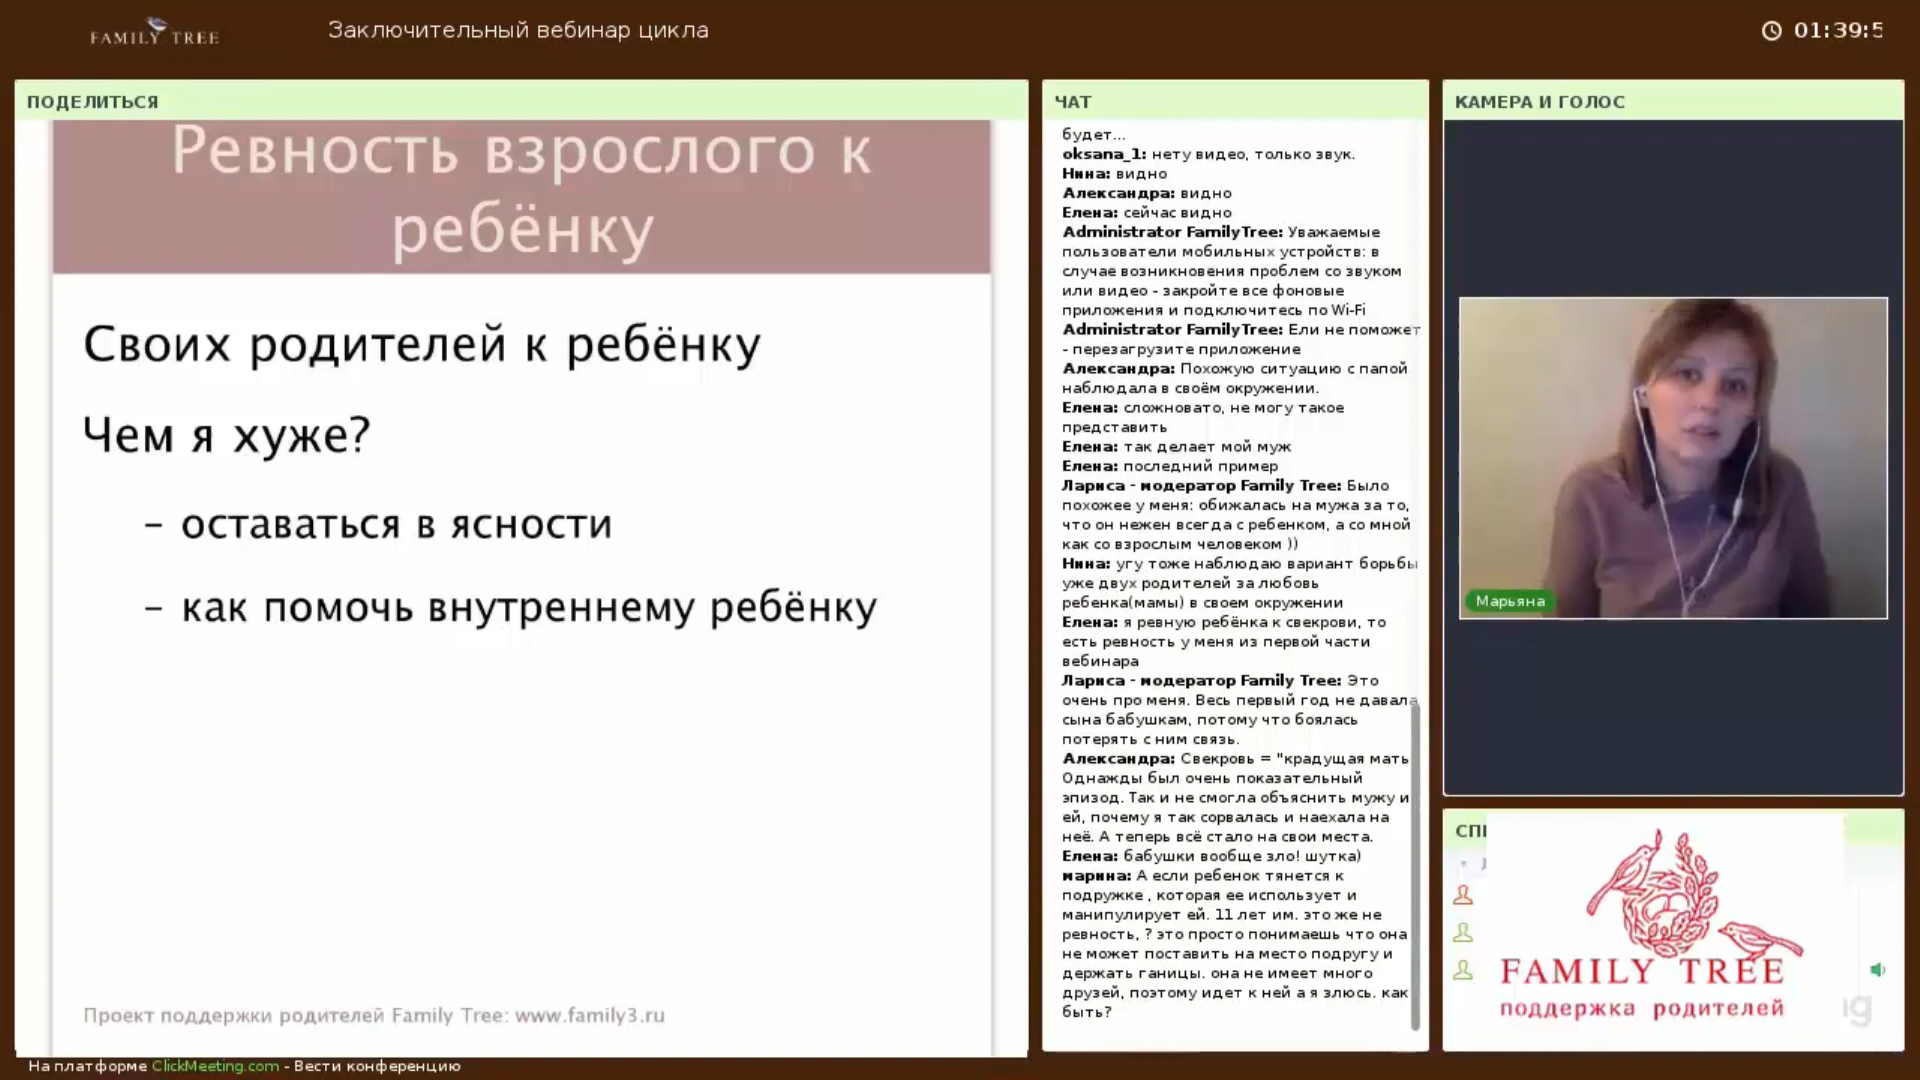 FAMILY TREE
Заключительный вебинар цикла
01:39:5
ПОДЕЛИТЬСЯ
Ревность взрослого к
ребёнку
Своих родителей к ребёнку
Чем я хуже?
– оставаться в ясности
– как помочь внутреннему ребёнку
Проект поддержки родителей Family Tree: www.family3.ru
ЧАТ
будет...
oksana_1: нету видео, только звук.
Нина: видно
Александра: видно
Елена: сейчас видно
Administrator FamilyTree: Уважаемые
пользователи мобильных устройств: в
случае возникновения проблем со звуком
или видео - закройте все фоновые
приложения и подключитесь по Wi-Fi
Administrator FamilyTree: Ели не поможет
- перезагрузите приложение
Александра: Похожую ситуацию с папой
наблюдала в своём окружении.
Елена: сложновато, не могу такое
представить
Елена: так делает мой муж
Елена: последний пример
Лариса - модератор Family Tree: Было
похожее у меня: обижалась на мужа за то,
что он нежен всегда с ребенком, а со мной
как со взрослым человеком ))
Нина: угу тоже наблюдаю вариант борьбы
уже двух родителей за любовь
ребенка(мамы) в своем окружении
Елена: я ревную ребёнка к свекрови, то
есть ревность у меня из первой части
вебинара
Лариса - модератор Family Tree: Это
очень про меня. Весь первый год не давала
сына бабушкам, потому что боялась
потерять с ним связь.
Александра: Свекровь = "крадущая мать
Однажды был очень показательный
эпизод. Так и не смогла объяснить мужу и
ей, почему я так сорвалась и наехала на
неё. А теперь всё стало на свои места.
Елена: бабушки вообще зло! шутка)
марина: А если ребенок тянется к
подружке , которая ее использует и
манипулирует ей. 11 лет им. это же не
ревность, ? это просто понимаешь что она
не может поставить на место подругу и
держать ганицы. она не имеет много
друзей, поэтому идет к ней а я злюсь. как
быть?
КАМЕРА И ГОЛОС
Марьяна
СПИ
FAMILY TREE
поддержка родителей
На платформе ClickMeeting.com - Вести конференцию